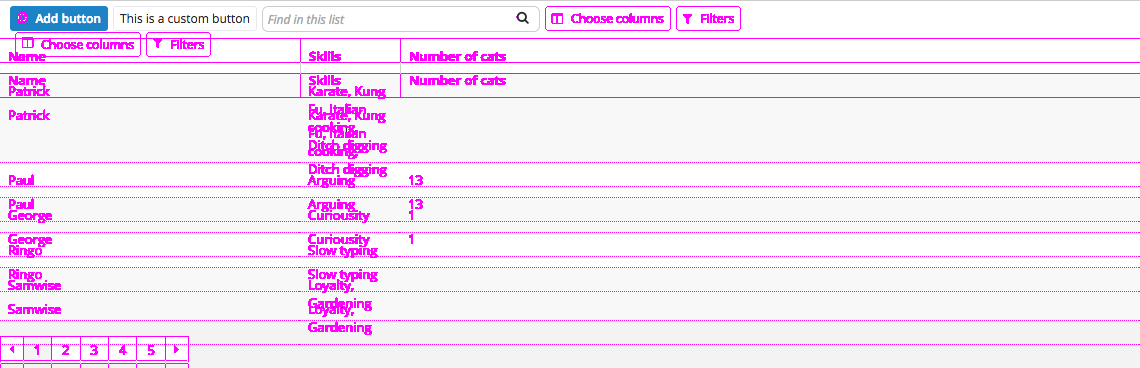 Add button This is a custom button Find in this list Choose columns Filters
Choose columns Filters
Name Skills Number of cats
Name Skills Number of cats
Patrick Karate, Kung
Fu, Italian
Patrick Karate, Kung
cooking,
Fu, Italian
Ditch digging
cooking,
Ditch digging
Paul Arguing 13
Paul Arguing 13
George Curiousity 1
George Curiousity 1
Ringo Slow typing
Ringo Slow typing
Samwise Loyalty,
Gardening
Samwise Loyalty,
Gardening
1 2 3 4 5